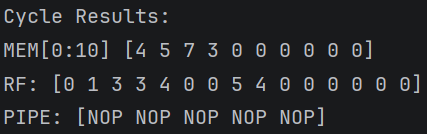 Cycle Results:
MEM[0:10] [4 5 7 3 0 0 0 0 0 0]
RF: [0 1 3 3 4 0 0 5 4 0 0 0 0 0 0]
PIPE: [NOP NOP NOP NOP NOP]